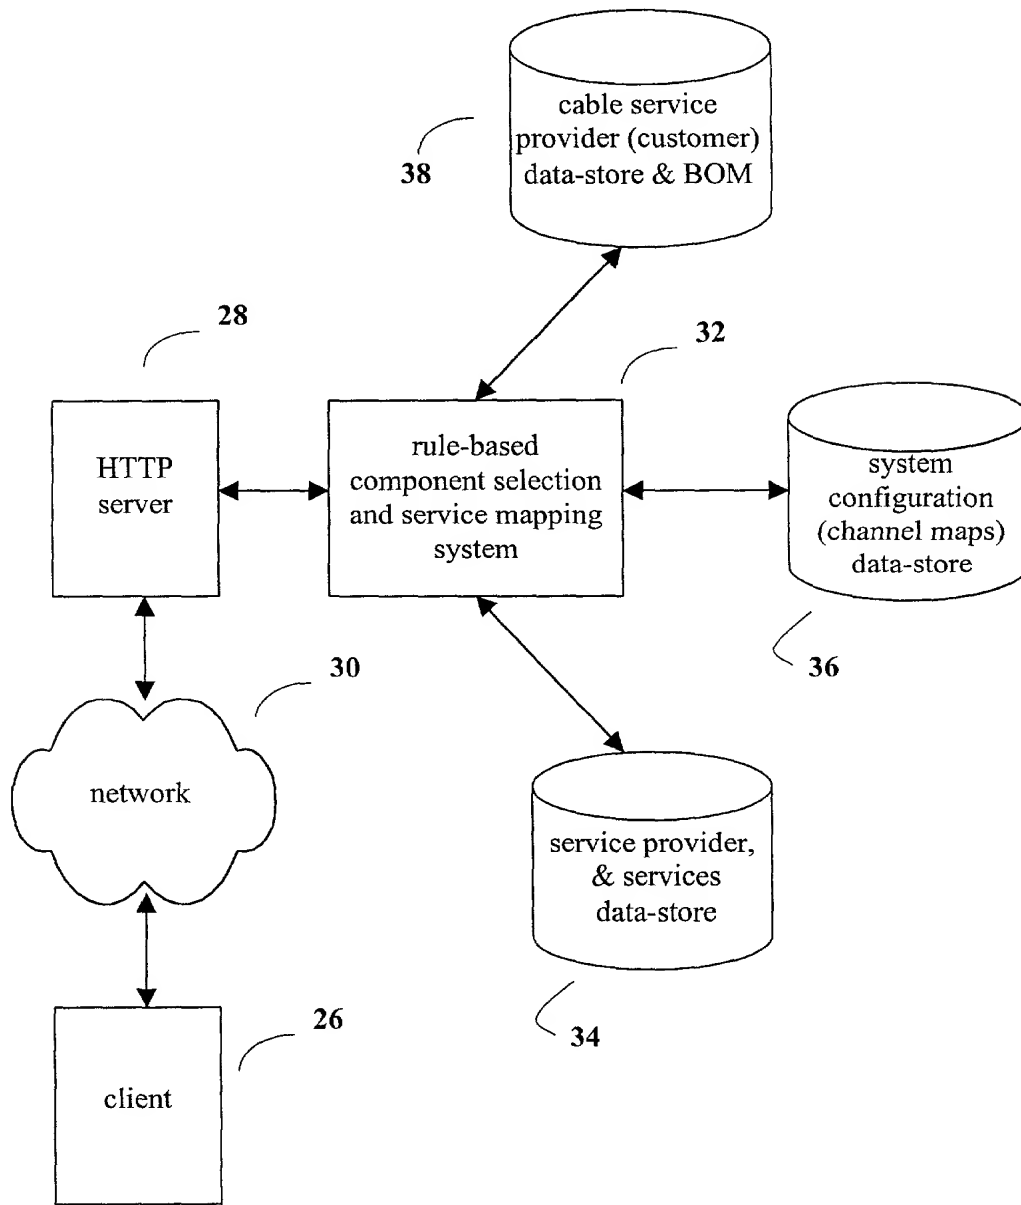 cable service
provider (customer)
data-store & BOM
38
28
32
HTTP
server
rule-based
component selection
and service mapping
system
system
configuration
(channel maps)
data-store
36
30
network
service provider,
& services
data-store
34
26
client